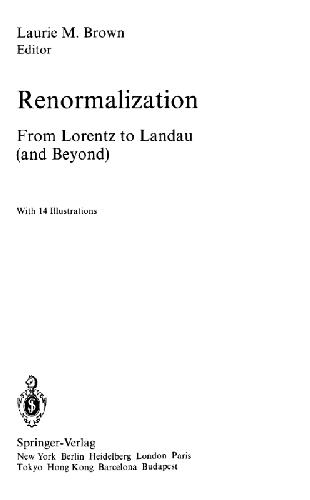 Laurie M. Brown
Editor
Renormalization
From Lorentz to Landau
(and Beyond)
With 14 Illustrations
Springer-Verlag
New York Berlin Heidelberg London Paris
Tokyo Hong Kong Barcelona Budapest